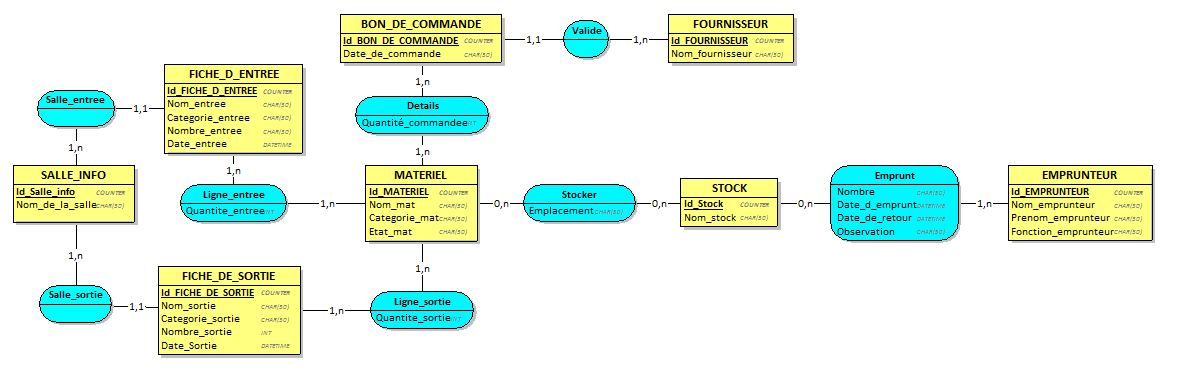 BON_DE_COMMANDE
Id_BON_DE_COMMANDE COUNTER
Date_de_commande CHAR(50)
1,1
Valide
1,n
FOURNISSEUR
Id_FOURNISSEUR COUNTER
Nom_fournisseur CHAR(50)
FICHE_D_ENTREE
Id_FICHE_D_ENTREE COUNTER
Nom_entree CHAR(50)
Categorie_entree CHAR(50)
Nombre_entree CHAR(50)
Date_entree DATETIME
Salle_entree
1,1
1,n
1,n
Details
Quantité_commandee INT
1,n
1,n
SALLE_INFO
Id_Salle_info COUNTER
Nom_de_la_salle CHAR(50)
Ligne_entree
Quantite_entree INT
1,n
MATERIEL
Id_MATERIEL COUNTER
Nom_mat CHAR(50)
Categorie_mat CHAR(50)
Etat_mat CHAR(50)
0,n
Stocker
Emplacement CHAR(50)
0,n
STOCK
Id_Stock COUNTER
Nom_stock CHAR(50)
0,n
Emprunt
Nombre CHAR(50)
Date_d_emprunt DATETIME
Date_de_retour DATETIME
Observation CHAR(50)
1,n
EMPRUNTEUR
Id_EMPRUNTEUR COUNTER
Nom_emprunteur CHAR(50)
Prenom_emprunteur CHAR(50)
Fonction_emprunteur CHAR(50)
1,n
1,n
Salle_sortie
1,1
FICHE_DE_SORTIE
Id_FICHE_DE_SORTIE COUNTER
Nom_sortie CHAR(50)
Categorie_sortie CHAR(50)
Nombre_sortie INT
Date_Sortie DATETIME
1,n
Ligne_sortie
Quantite_sortie INT